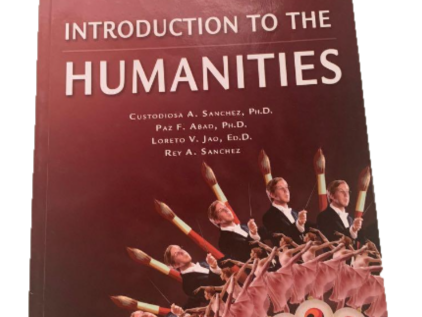 INTRODUCTION TO THE
HUMANITIES
CUSTODIOSA A. SANCHEZ, PH.D.
PAZ F. ABAD, PH.D.
LORETO V. JAO, ED.D.
REY A. SANCHEZ